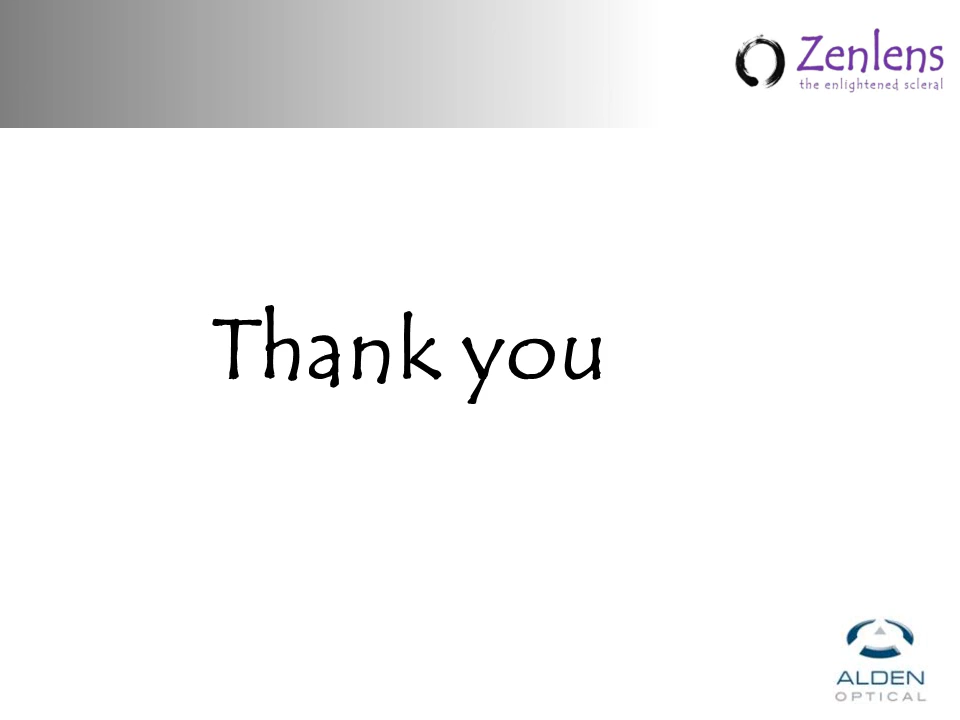 Zenlens
the enlightened scleral
Thank you
ALDEN
OPTICAL